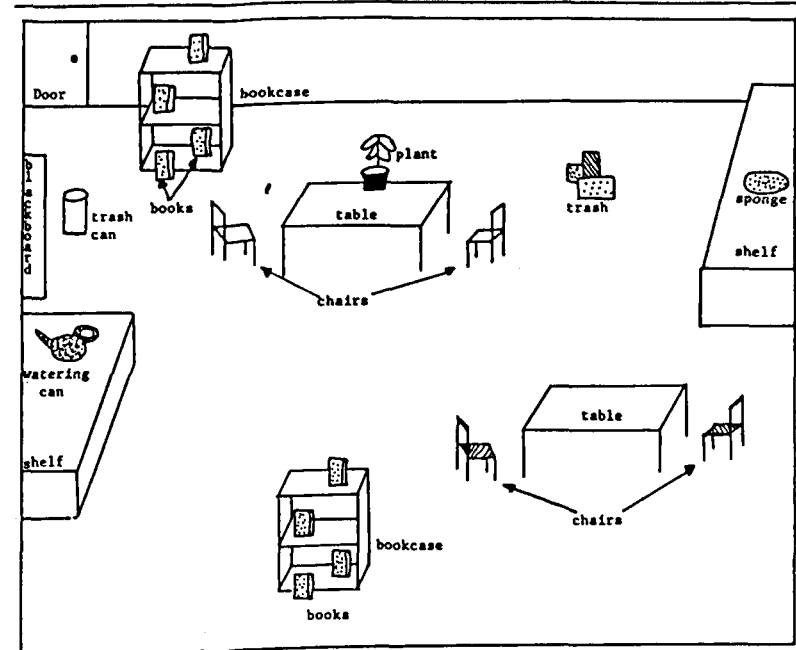 Door
bookcase
plant
blackboard
trash
can
books
table
trash
sponge
shelf
chairs
watering
can
shelf
table
chairs
bookcase
books